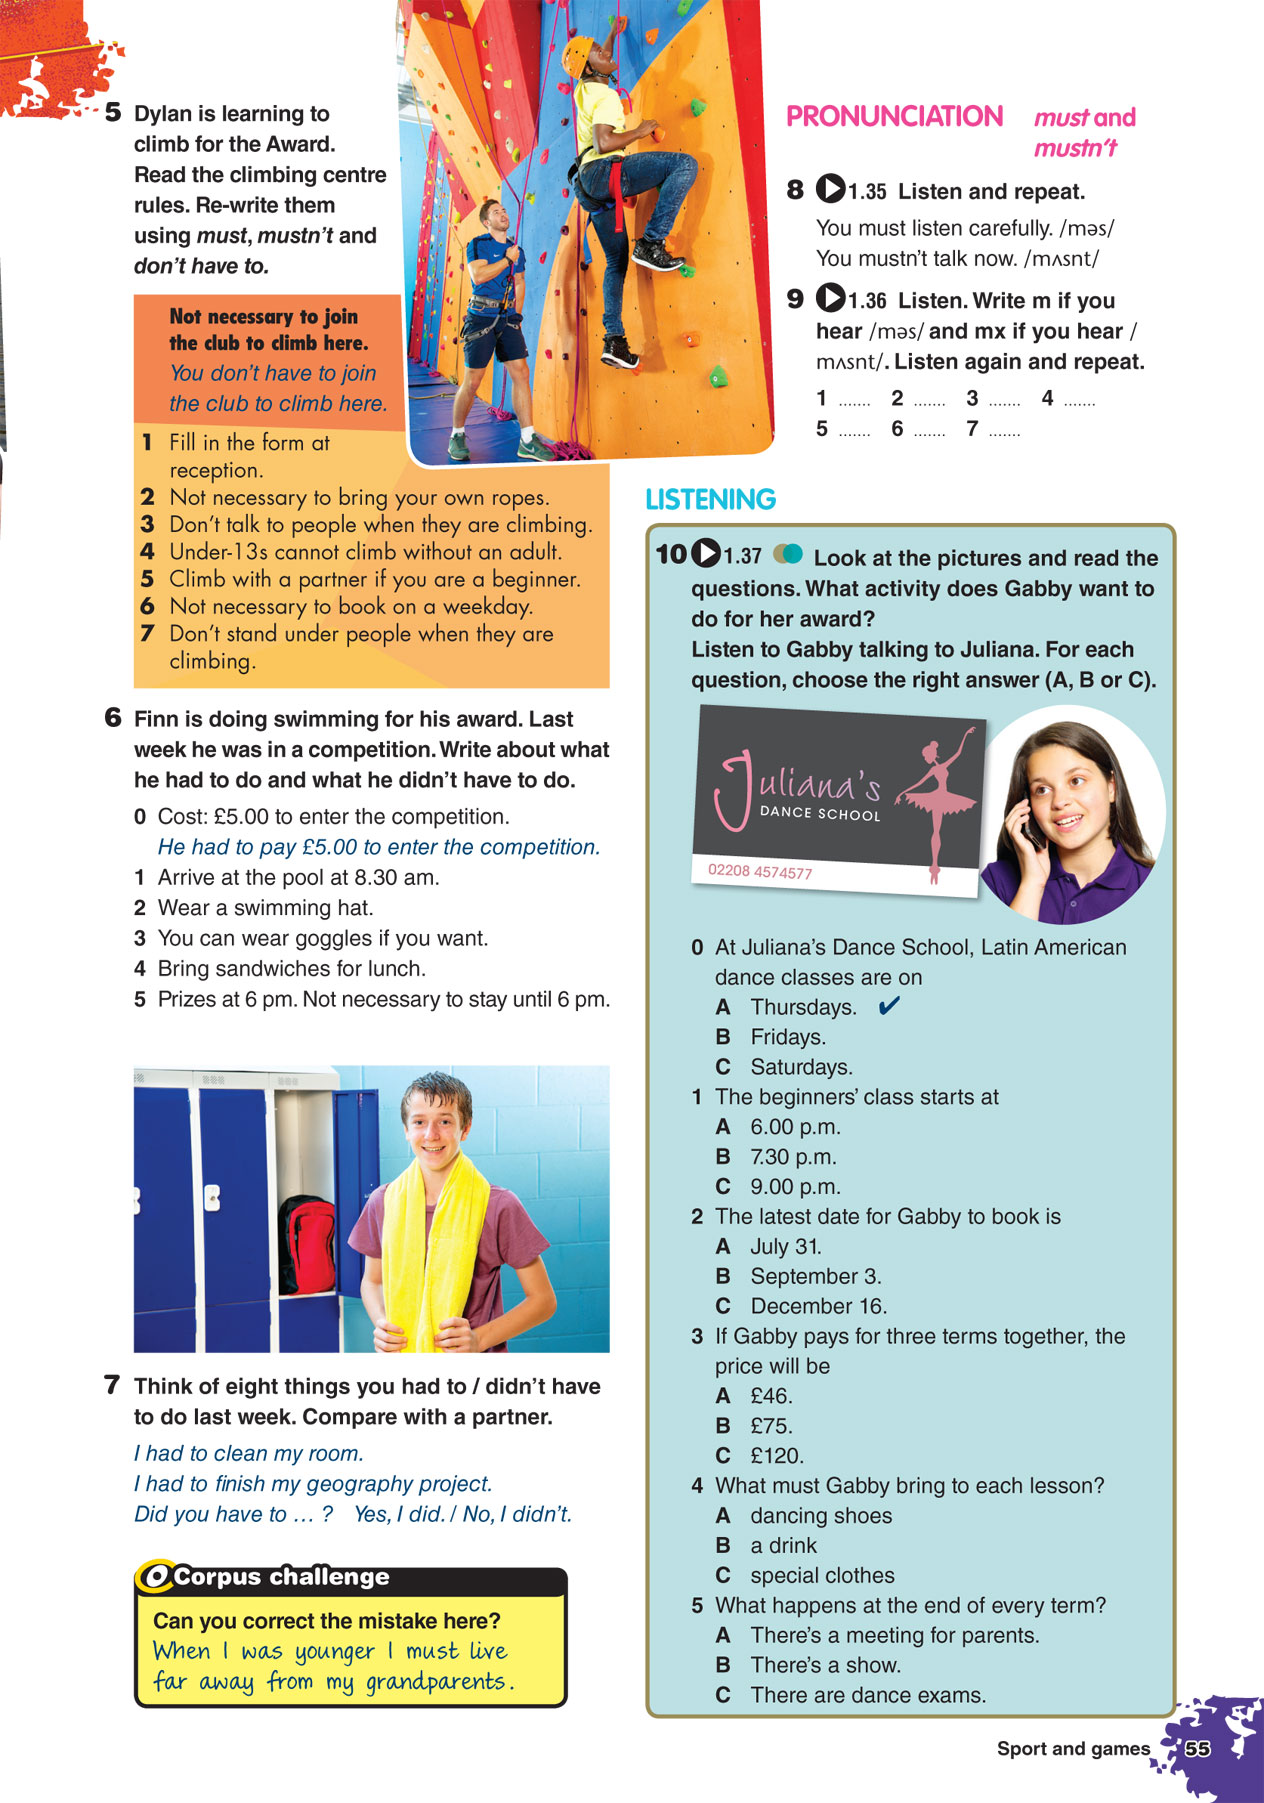 5 Dylan is learning to
climb for the Award.
Read the climbing centre
rules. Re-write them
using must, mustn't and
don't have to.
Not necessary to join
the club to climb here.
You don't have to join
the club to climb here.
1 Fill in the form at
reception.
2 Not necessary to bring your own ropes.
3 Don't talk to people when they are climbing.
4 Under-13s cannot climb without an adult.
5 Climb with a partner if you are a beginner.
6 Not necessary to book on a weekday.
7 Don't stand under people when they are
climbing.
6 Finn is doing swimming for his award. Last
week he was in a competition. Write about what
he had to do and what he didn't have to do.
0 Cost: £5.00 to enter the competition.
He had to pay £5.00 to enter the competition.
1 Arrive at the pool at 8.30 am.
2 Wear a swimming hat.
3 You can wear goggles if you want.
4 Bring sandwiches for lunch.
5 Prizes at 6 pm. Not necessary to stay until 6 pm.
7 Think of eight things you had to / didn't have
to do last week. Compare with a partner.
I had to clean my room.
I had to finish my geography project.
Did you have to … ? Yes, I did. / No, I didn't.
Corpus challenge
Can you correct the mistake here?
When I was younger I must live
far away from my grandparents.
PRONUNCIATION must and
mustn't
8 1.35 Listen and repeat.
You must listen carefully. /məs/
You mustn't talk now. /mʌsnt/
9 1.36 Listen. Write m if you
hear /məs/ and mx if you hear /
mʌsnt/. Listen again and repeat.
1 ....... 2 ....... 3 ....... 4 .......
5 ....... 6 ....... 7 .......
LISTENING
10 1.37 Look at the pictures and read the
questions. What activity does Gabby want to
do for her award?
Listen to Gabby talking to Juliana. For each
question, choose the right answer (A, B or C).
Juliana's
DANCE SCHOOL
02208 4574577
0 At Juliana's Dance School, Latin American
dance classes are on
A Thursdays. ✔
B Fridays.
C Saturdays.
1 The beginners' class starts at
A 6.00 p.m.
B 7.30 p.m.
C 9.00 p.m.
2 The latest date for Gabby to book is
A July 31.
B September 3.
C December 16.
3 If Gabby pays for three terms together, the
price will be
A £46.
B £75.
C £120.
4 What must Gabby bring to each lesson?
A dancing shoes
B a drink
C special clothes
5 What happens at the end of every term?
A There's a meeting for parents.
B There's a show.
C There are dance exams.
Sport and games 55